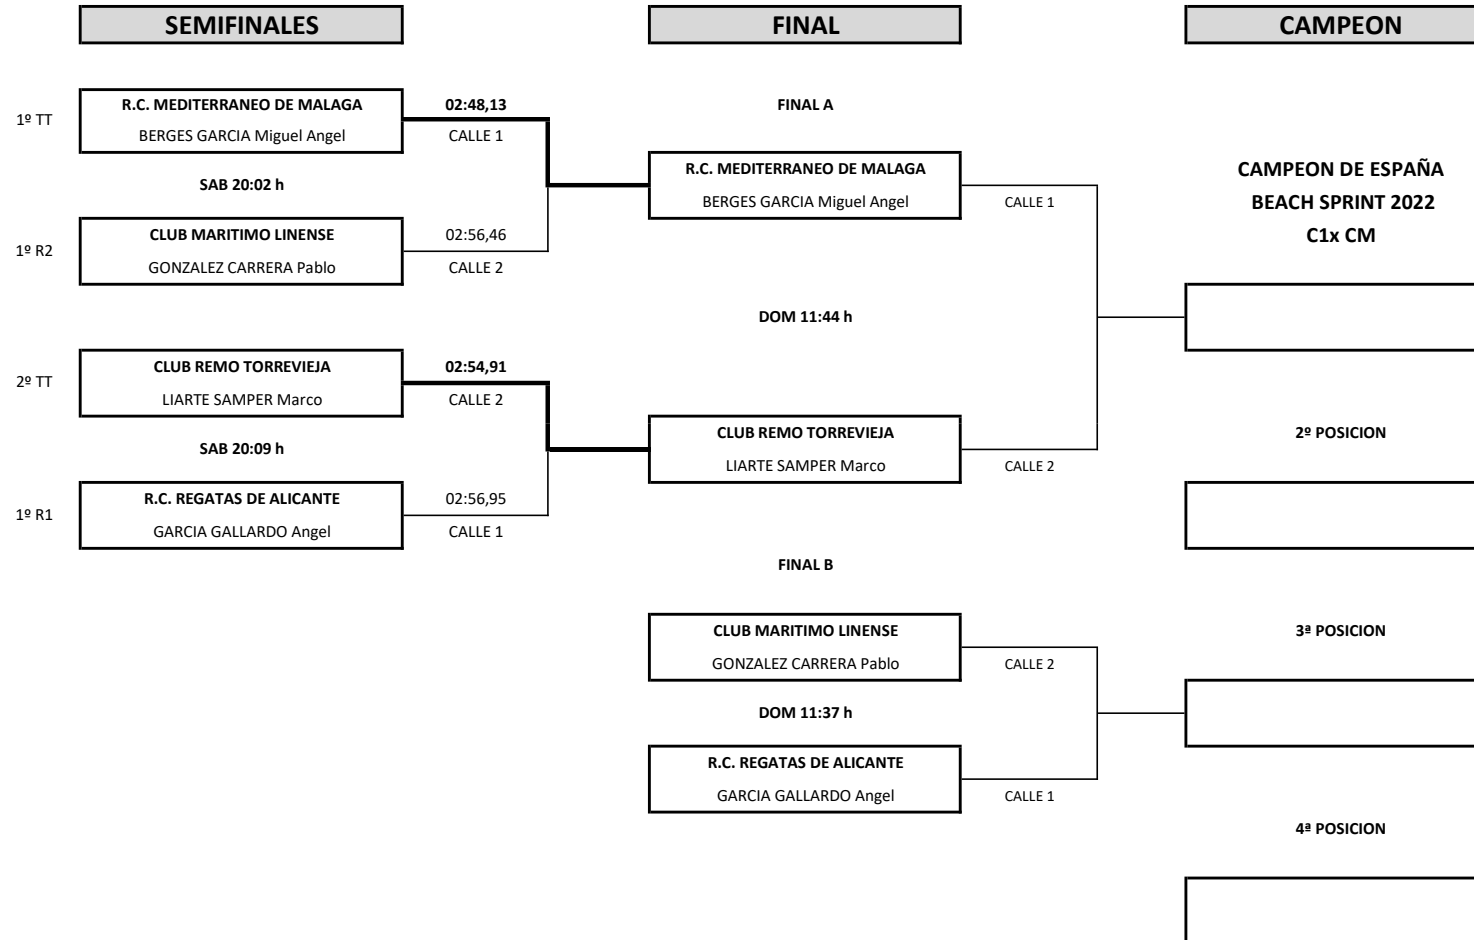 SEMIFINALES
FINAL
CAMPEON
1º TT
R.C. MEDITERRANEO DE MALAGA
BERGES GARCIA Miguel Angel
02:48,13
CALLE 1
SAB 20:02 h
1º R2
CLUB MARITIMO LINENSE
GONZALEZ CARRERA Pablo
02:56,46
CALLE 2
2º TT
CLUB REMO TORREVIEJA
LIARTE SAMPER Marco
02:54,91
CALLE 2
SAB 20:09 h
1º R1
R.C. REGATAS DE ALICANTE
GARCIA GALLARDO Angel
02:56,95
CALLE 1
FINAL A
R.C. MEDITERRANEO DE MALAGA
BERGES GARCIA Miguel Angel
CALLE 1
DOM 11:44 h
CLUB REMO TORREVIEJA
LIARTE SAMPER Marco
CALLE 2
FINAL B
CLUB MARITIMO LINENSE
GONZALEZ CARRERA Pablo
CALLE 2
DOM 11:37 h
R.C. REGATAS DE ALICANTE
GARCIA GALLARDO Angel
CALLE 1
CAMPEON DE ESPAÑA
BEACH SPRINT 2022
C1x CM
2º POSICION
3ª POSICION
4ª POSICION